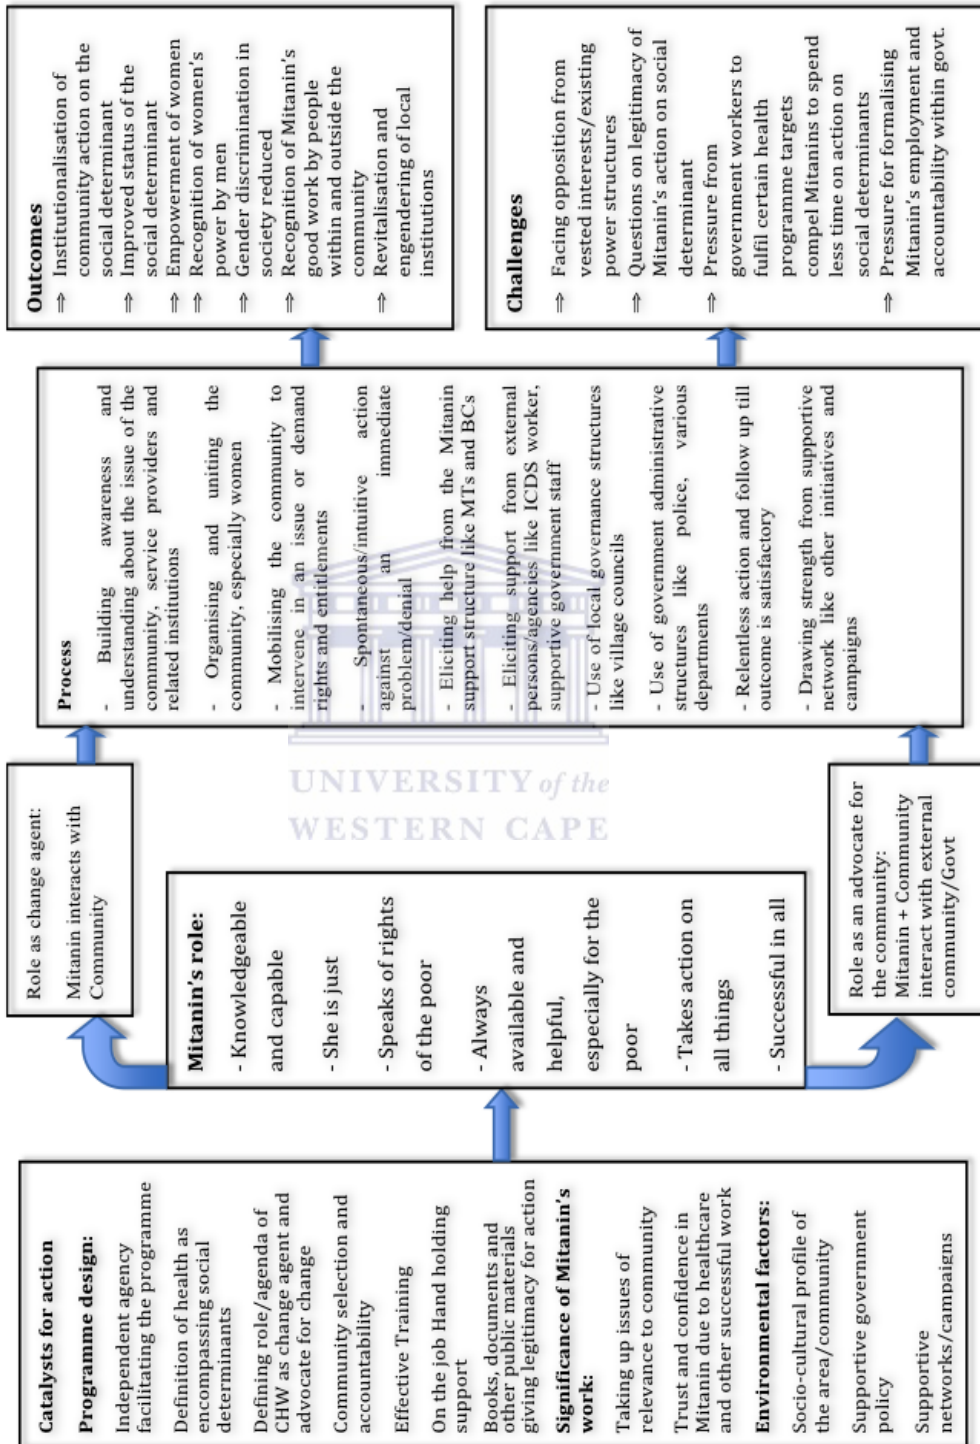 Catalysts for action
Programme design:
Independent agency
facilitating the programme
Definition of health as
encompassing social
determinants
Defining role/agenda of
CHW as change agent and
advocate for change
Community selection and
accountability
Effective Training
On the job Hand holding
support
Books, documents and
other public materials
giving legitimacy for action
Significance of Mitanin's
work:
Taking up issues of
relevance to community
Trust and confidence in
Mitanin due to healthcare
and other successful work
Environmental factors:
Socio-cultural profile of
the area/community
Supportive government
policy
Supportive
networks/campaigns
Role as change agent:
Mitanin interacts with
Community
Mitanin's role:
- Knowledgeable
and capable
- She is just
- Speaks of rights
of the poor
- Always
available and
helpful,
especially for the
poor
- Takes action on
all things
- Successful in all
Role as an advocate for
the community:
Mitanin + Community
interact with external
community/Govt
Process
- Building awareness and
understanding about the issue of the
community, service providers and
related institutions
- Organising and uniting the
community, especially women
- Mobilising the community to
intervene in an issue or demand
rights and entitlements
- Spontaneous/intuitive action
against an immediate
problem/denial
- Eliciting help from the Mitanin
support structure like MTs and BCs
- Eliciting support from external
persons/agencies like ICDS worker,
supportive government staff
- Use of local governance structures
like village councils
- Use of government administrative
structures like police, various
departments
- Relentless action and follow up till
outcome is satisfactory
- Drawing strength from supportive
network like other initiatives and
campaigns
Outcomes
⇒ Institutionalisation of
community action on the
social determinant
⇒ Improved status of the
social determinant
⇒ Empowerment of women
⇒ Recognition of women's
power by men
⇒ Gender discrimination in
society reduced
⇒ Recognition of Mitanin's
good work by people
within and outside the
community
⇒ Revitalisation and
engendering of local
institutions
Challenges
⇒ Facing opposition from
vested interests/existing
power structures
⇒ Questions on legitimacy of
Mitanin's action on social
determinant
⇒ Pressure from
government workers to
fulfil certain health
programme targets
compel Mitanins to spend
less time on action on
social determinants
⇒ Pressure for formalising
Mitanin's employment and
accountability within govt.
UNIVERSITY of the
WESTERN CAPE